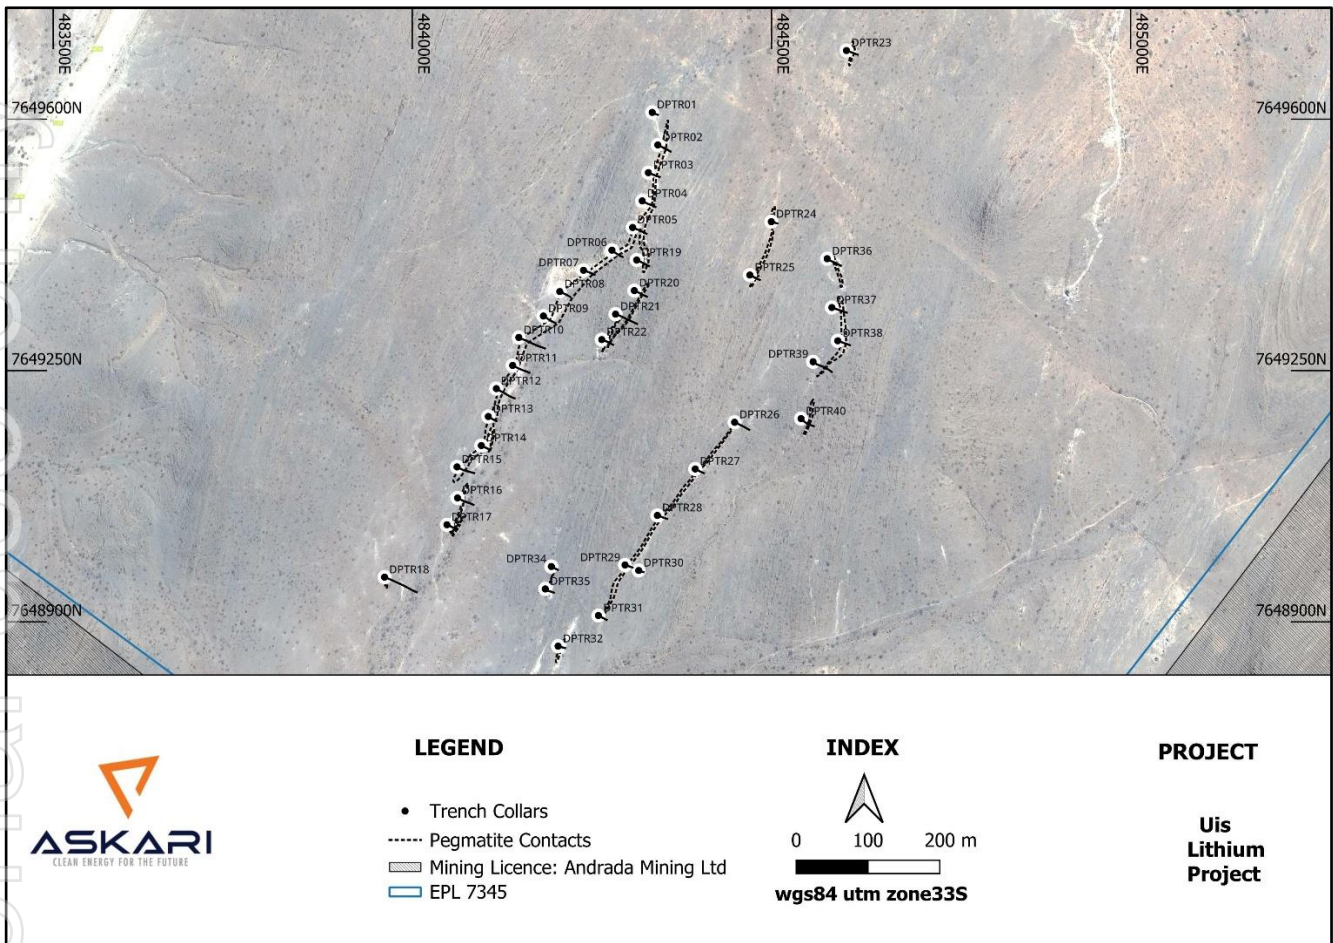 483500E
484000E
484500E
485000E
7649600N
7649600N
7649250N
7649250N
7648900N
7648900N
DPTR23
DPTR01
DPTR02
DPTR03
DPTR04
DPTR05
DPTR06
DPTR19
DPTR07
DPTR08
DPTR20
DPTR09
DPTR21
DPTR10
DPTR22
DPTR11
DPTR12
DPTR13
DPTR14
DPTR15
DPTR16
DPTR17
DPTR18
DPTR24
DPTR25
DPTR36
DPTR37
DPTR38
DPTR39
DPTR40
DPTR26
DPTR27
DPTR28
DPTR29
DPTR30
DPTR31
DPTR34
DPTR35
DPTR32
ASKARI
CLEAN ENERGY FOR THE FUTURE
LEGEND
Trench Collars
Pegmatite Contacts
Mining Licence: Andrada Mining Ltd
EPL 7345
INDEX
0 100 200 m
wgs84 utm zone33S
PROJECT
Uis
Lithium
Project